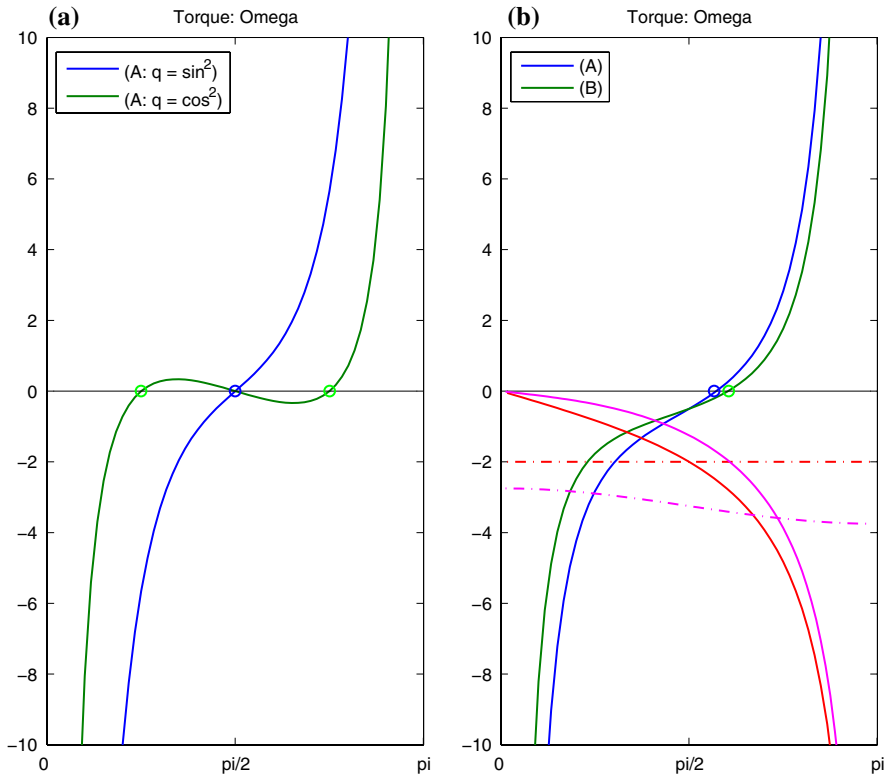 (a) Torque: Omega
(A: q = sin²)
(A: q = cos²)
10
8
6
4
2
0
−2
−4
−6
−8
−10
0 pi/2 pi
(b) Torque: Omega
(A)
(B)
10
8
6
4
2
0
−2
−4
−6
−8
−10
0 pi/2 pi